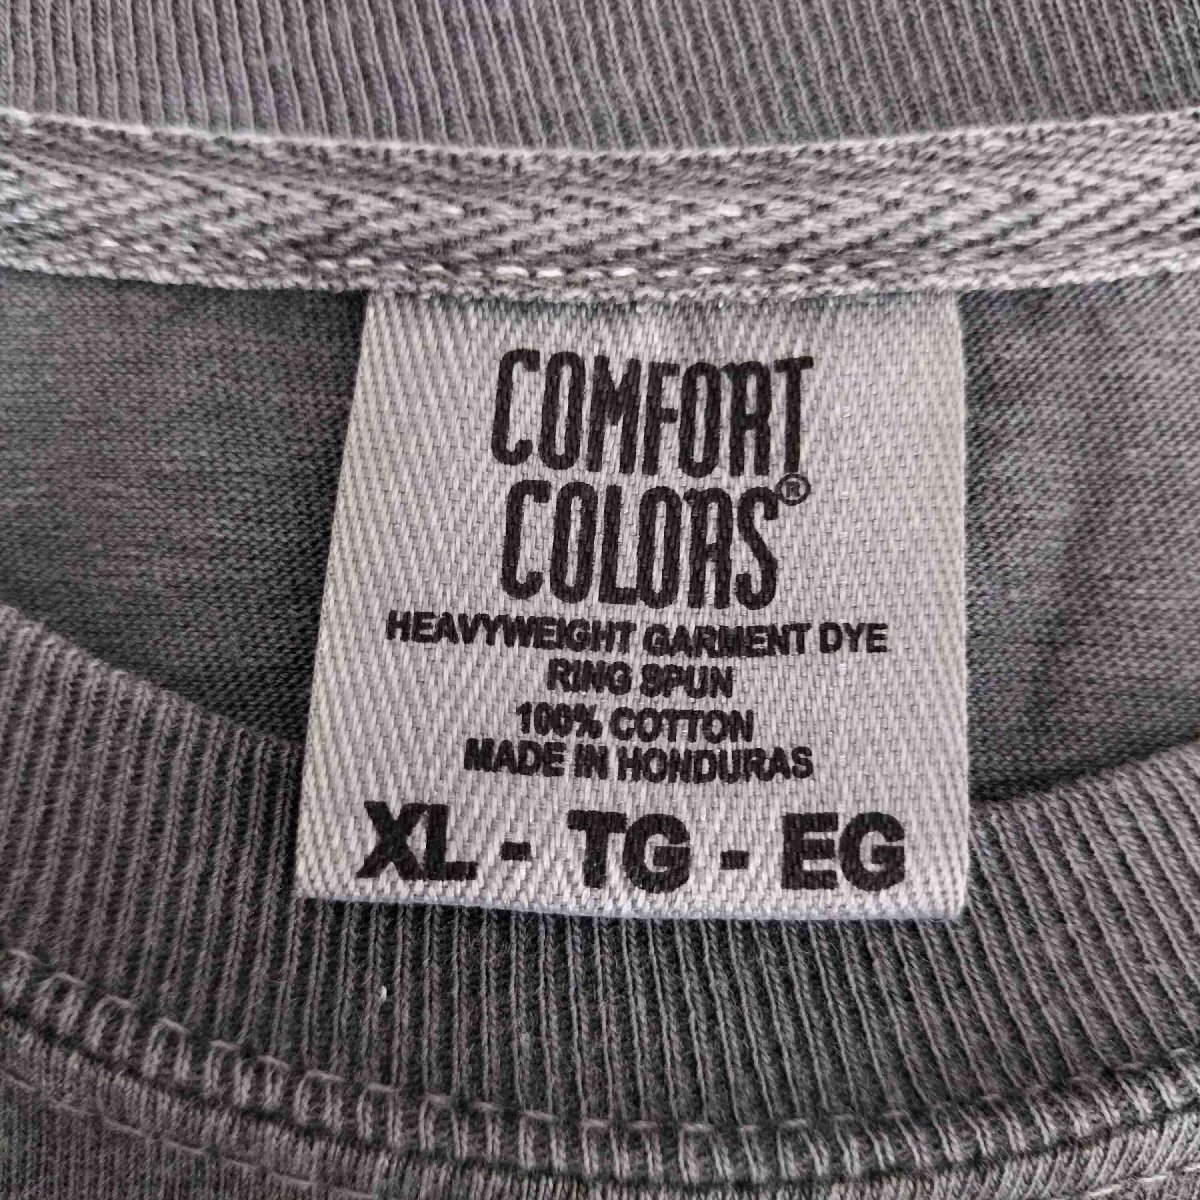 COMFORT
COLORS®
HEAVYWEIGHT GARMENT DYE
RING SPUN
100% COTTON
MADE IN HONDURAS
XL - TG - EG